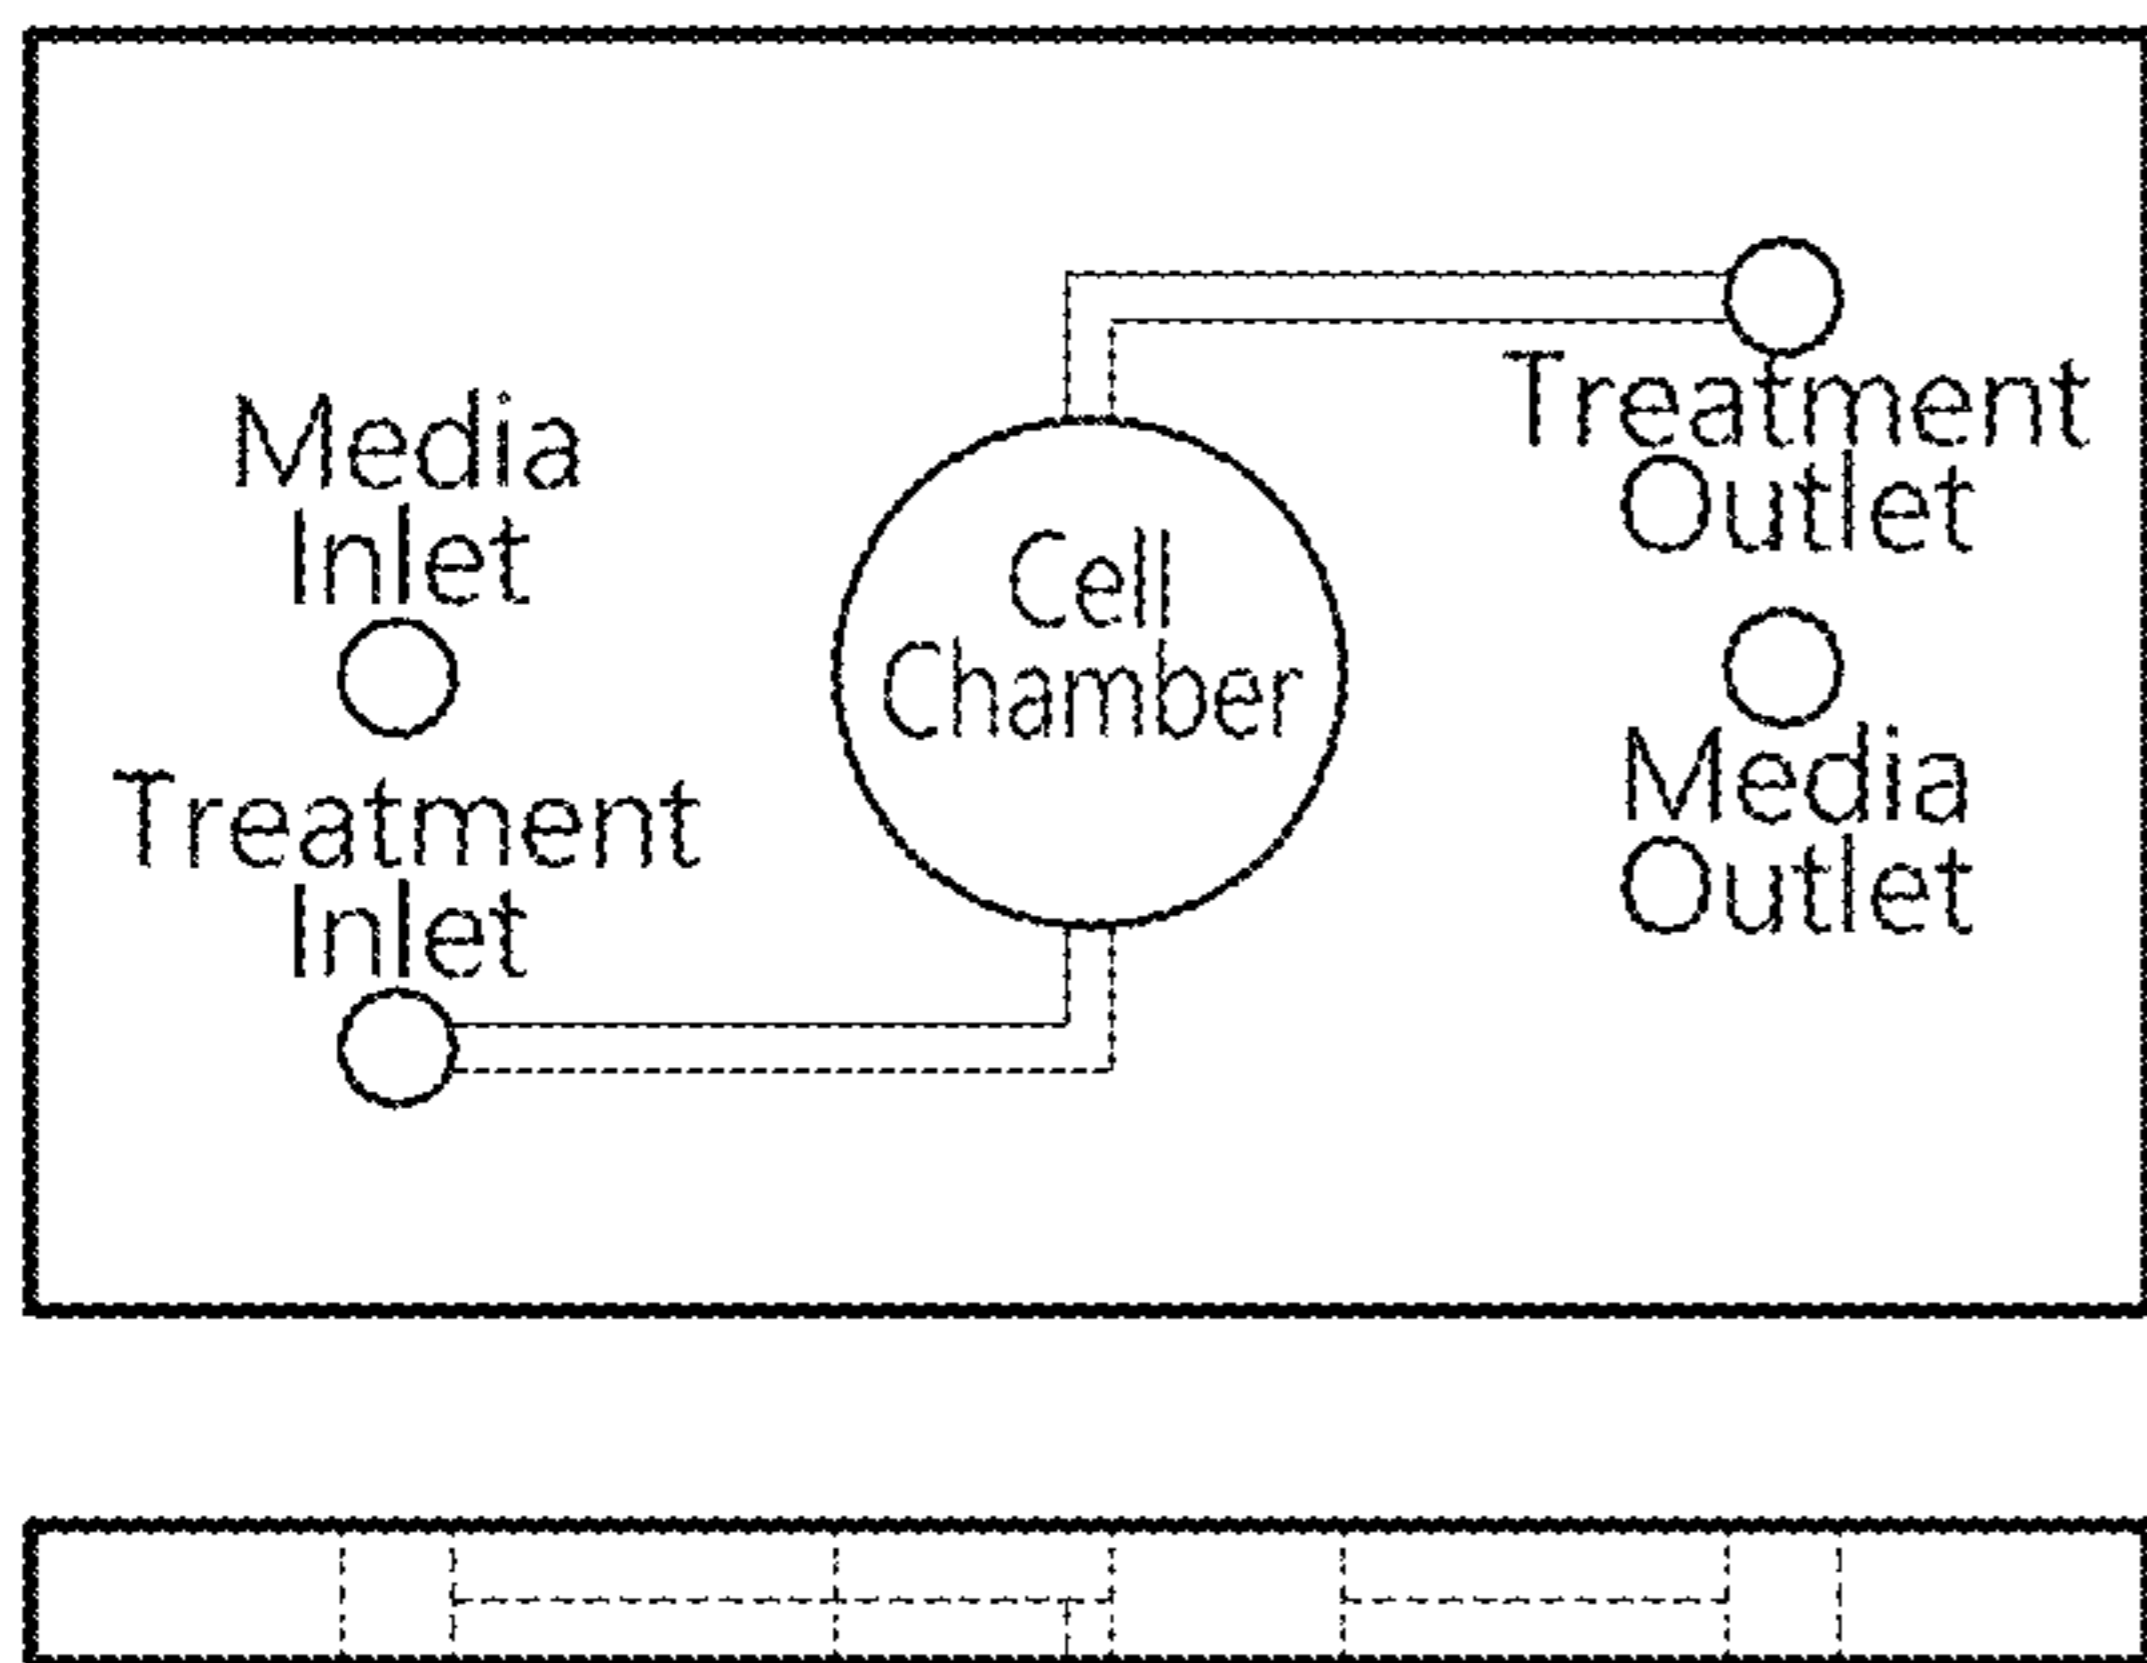 Media
Inlet
Treatment
Inlet
Cell
Chamber
Treatment
Outlet
Media
Outlet